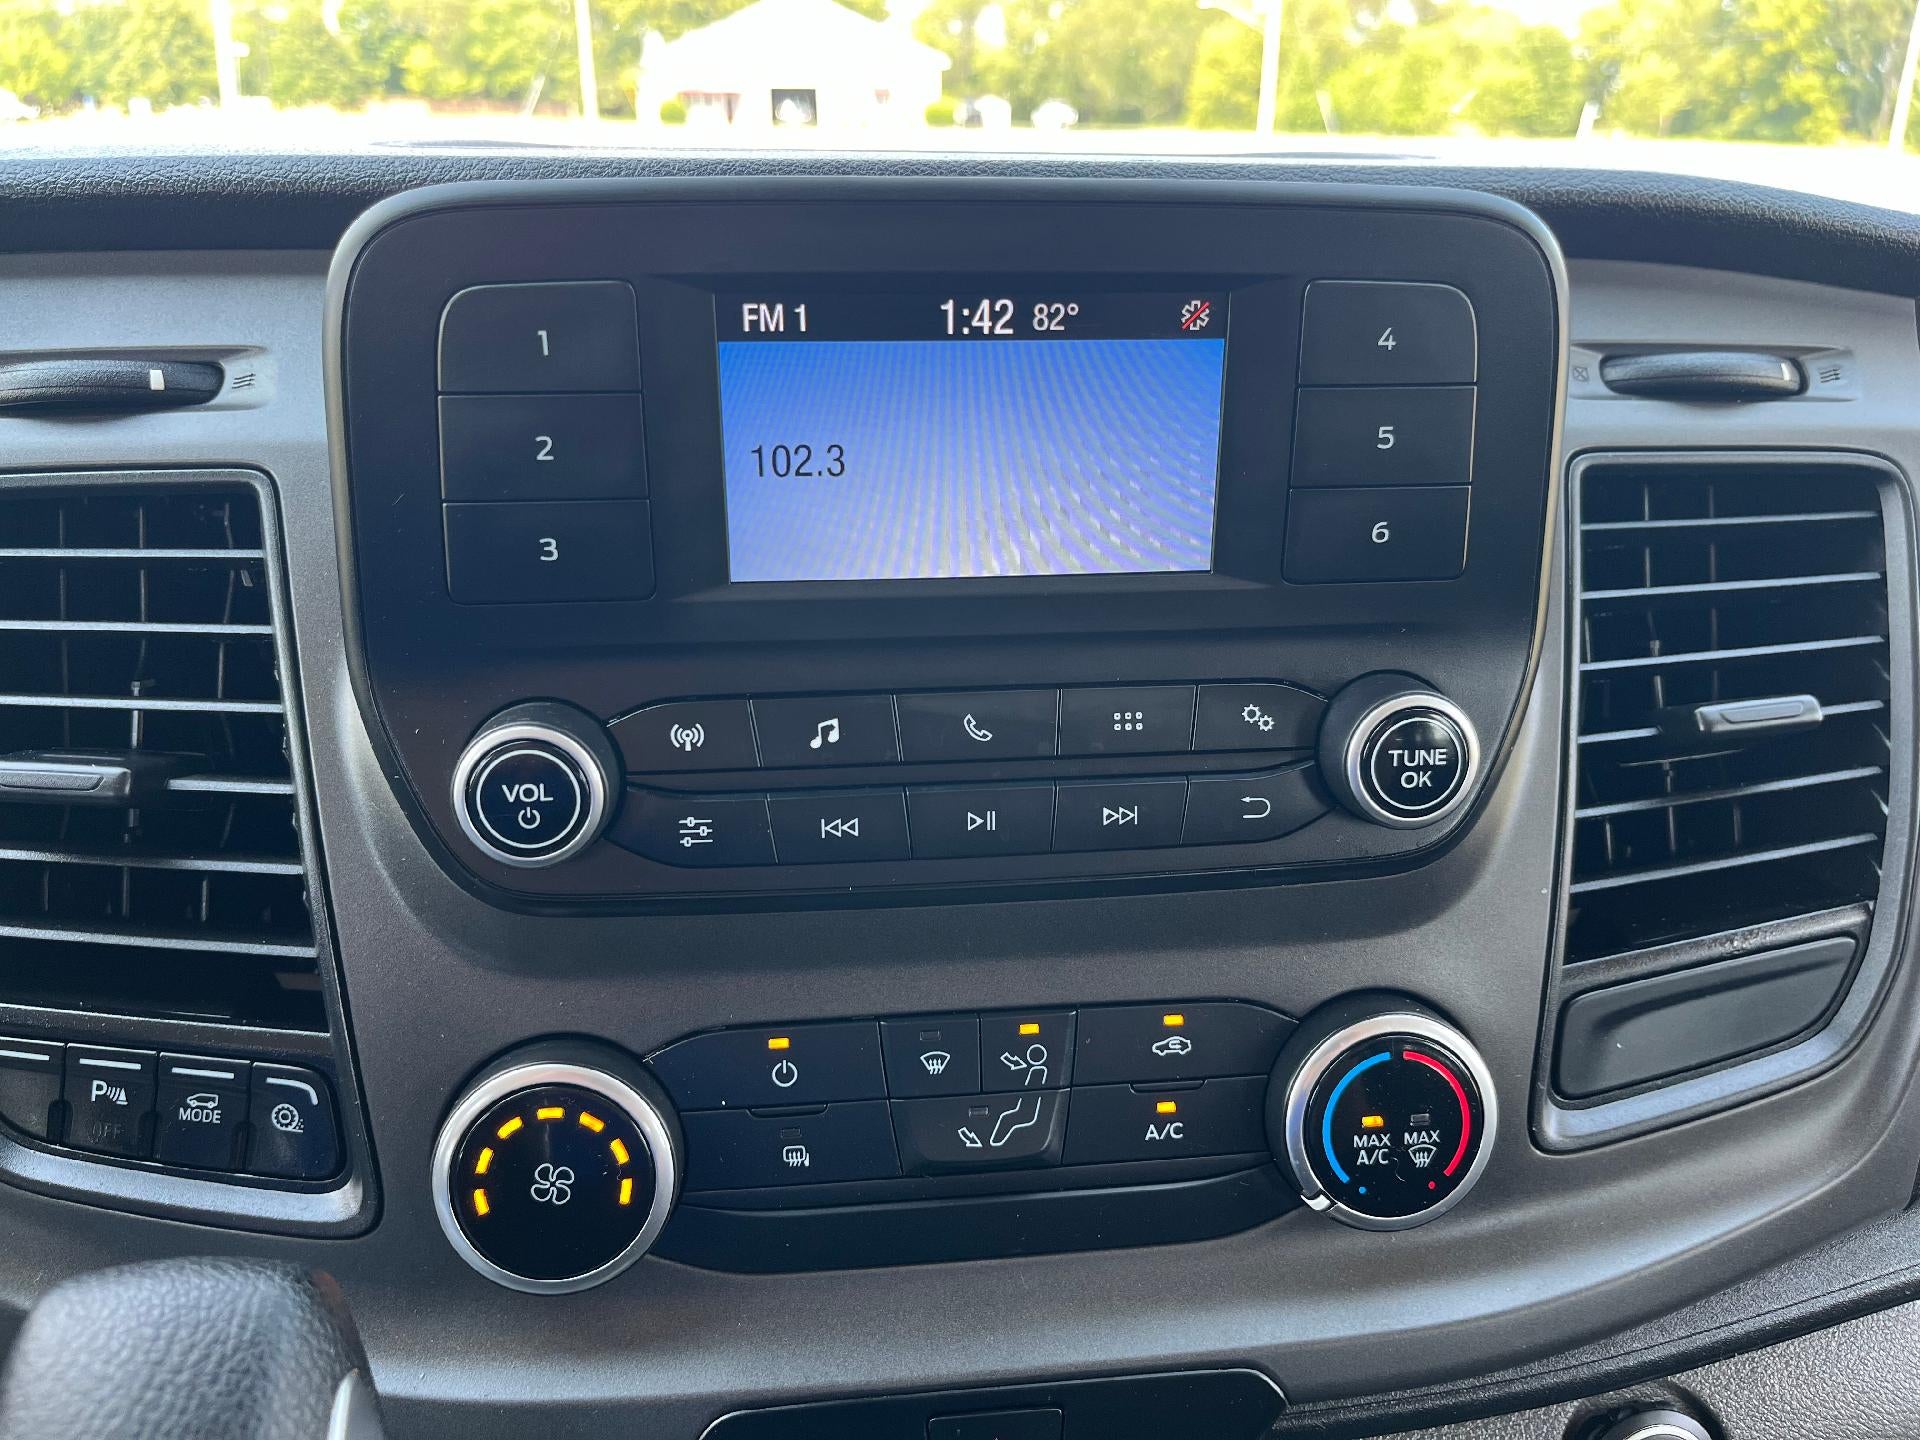 FM 1 1:42 82°
1
2
3
102.3
4
5
6
VOL
TUNE
OK
P
OFF
MODE
A/C
MAX
A/C
MAX